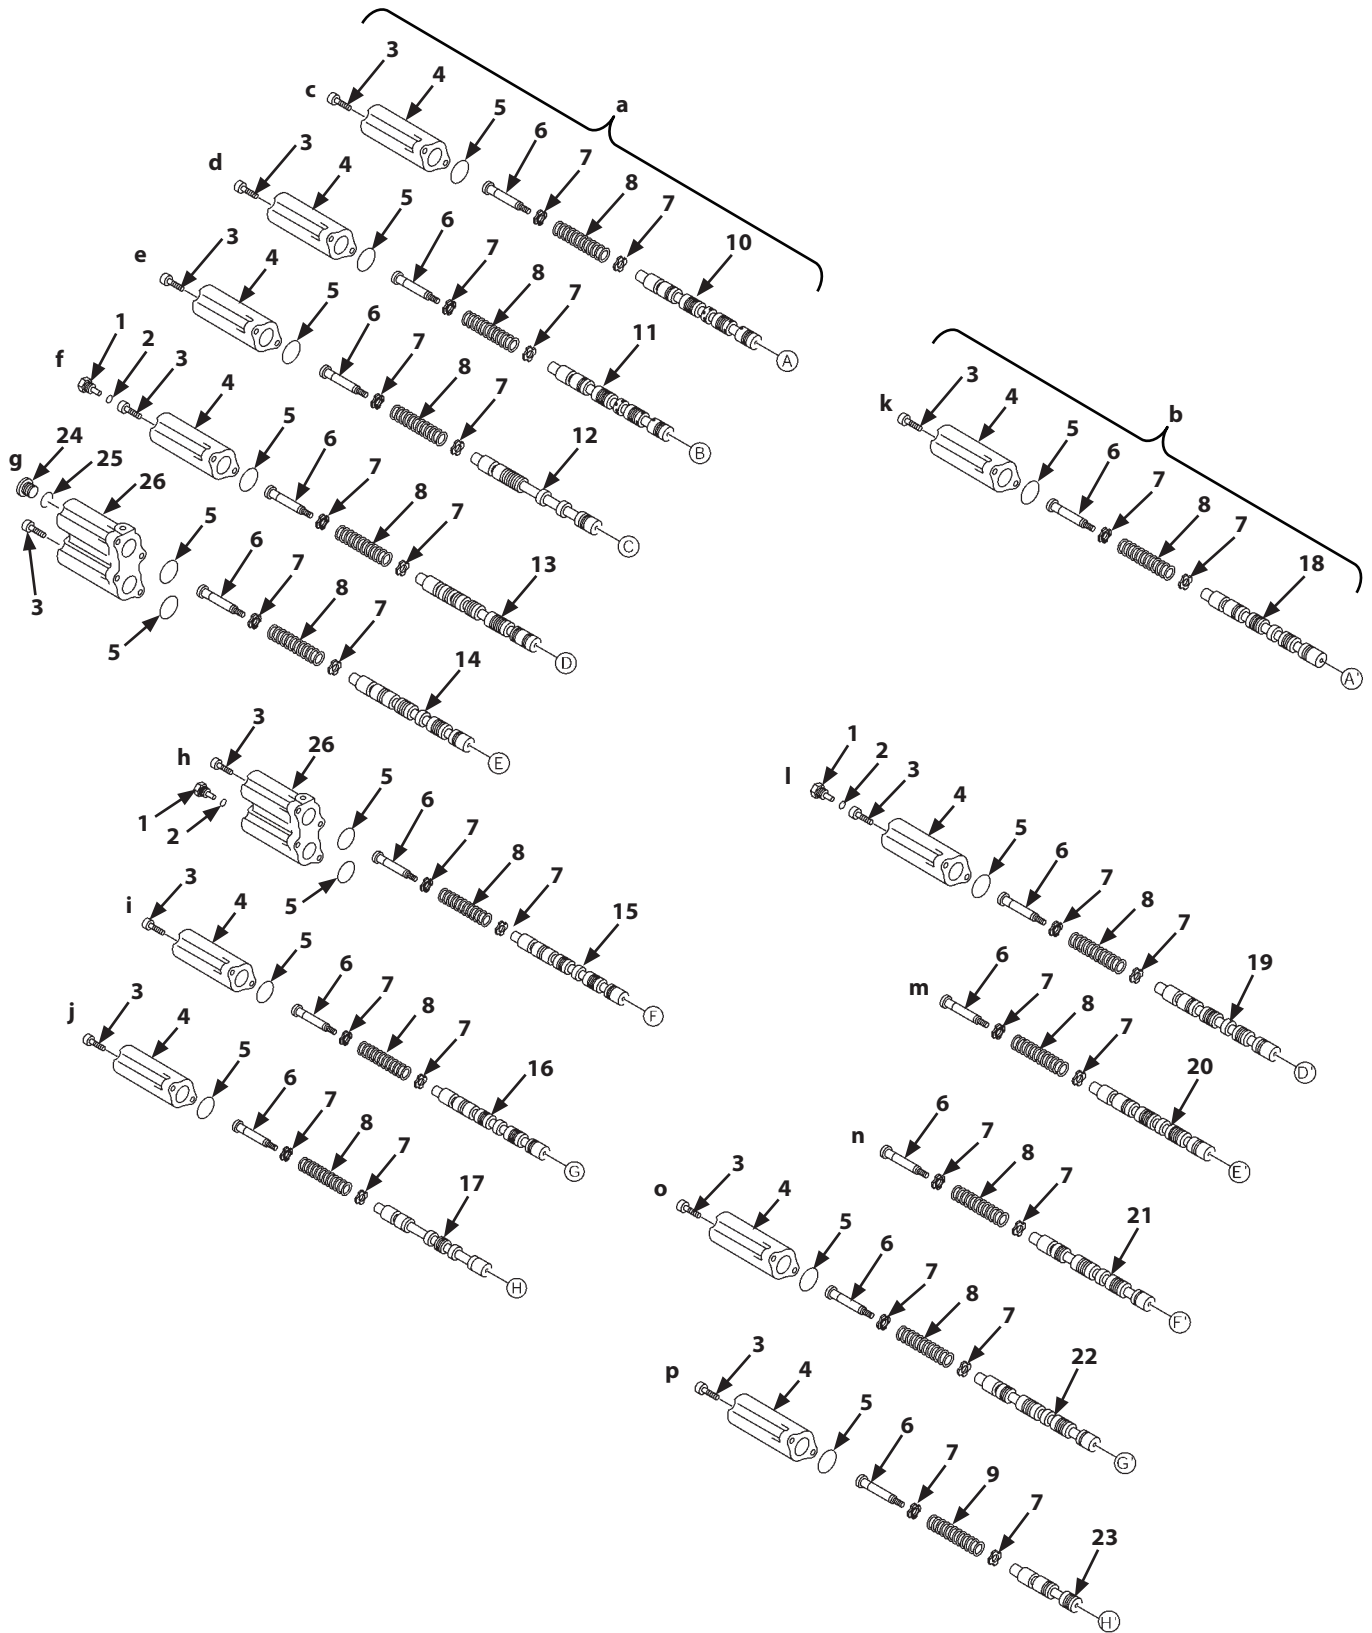 a
c 3 4 5 6 7 8 7 10 A
d 3 4 5 6 7 8 7 11 B
e 3 4 5 6 7 8 7 12 C
f 1 2 3 4 5 6 7 8 7 13 D
g 24 25 26 3 5 5 6 7 8 7 14 E
h 3 26 1 2 5 5 6 7 8 7 15 F
i 3 4 5 6 7 8 7 16 G
j 3 4 5 6 7 8 7 17 H
b
k 3 4 5 6 7 8 7 18 A'
l 1 2 3 4 5 6 7 8 7 19 D'
m 6 7 8 7 20 E'
n 6 7 8 7 21 F'
o 3 4 5 6 7 8 7 22 G'
p 3 4 5 6 7 9 7 23 H'